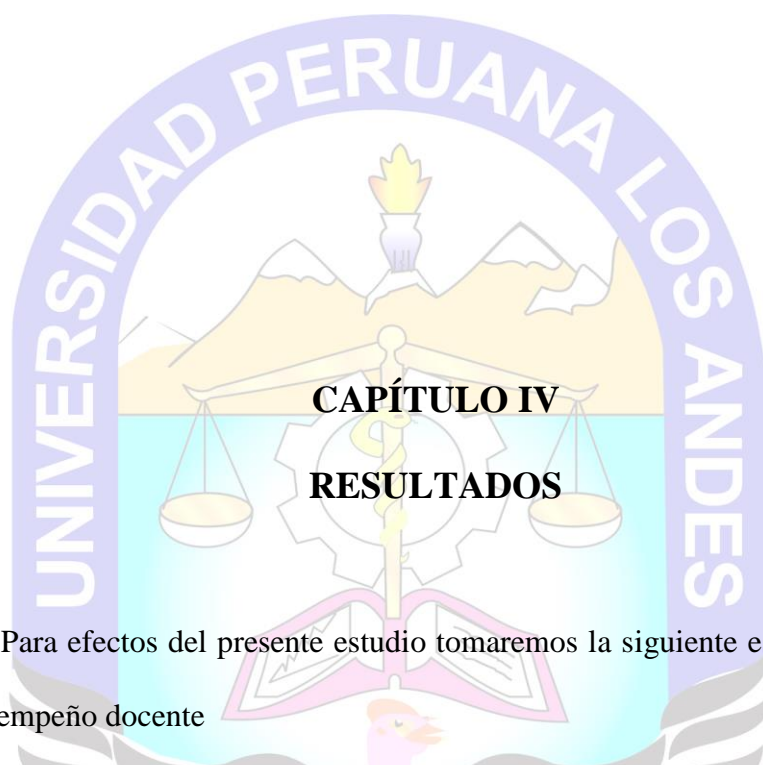 UNIVERSIDAD PERUANA LOS ANDES
CAPÍTULO IV
RESULTADOS
Para efectos del presente estudio tomaremos la siguiente e
empeño docente